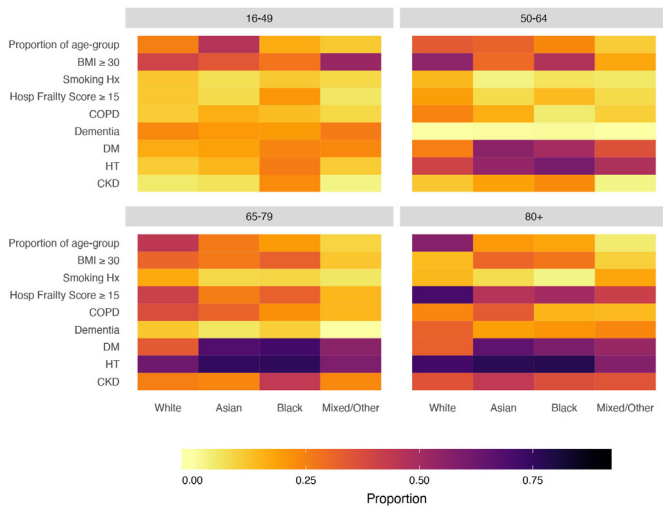 16-49 50-64
Proportion of age-group
BMI ≥ 30
Smoking Hx
Hosp Frailty Score ≥ 15
COPD
Dementia
DM
HT
CKD
65-79 80+
Proportion of age-group
BMI ≥ 30
Smoking Hx
Hosp Frailty Score ≥ 15
COPD
Dementia
DM
HT
CKD
White Asian Black Mixed/Other White Asian Black Mixed/Other
0.00 0.25 0.50 0.75
Proportion